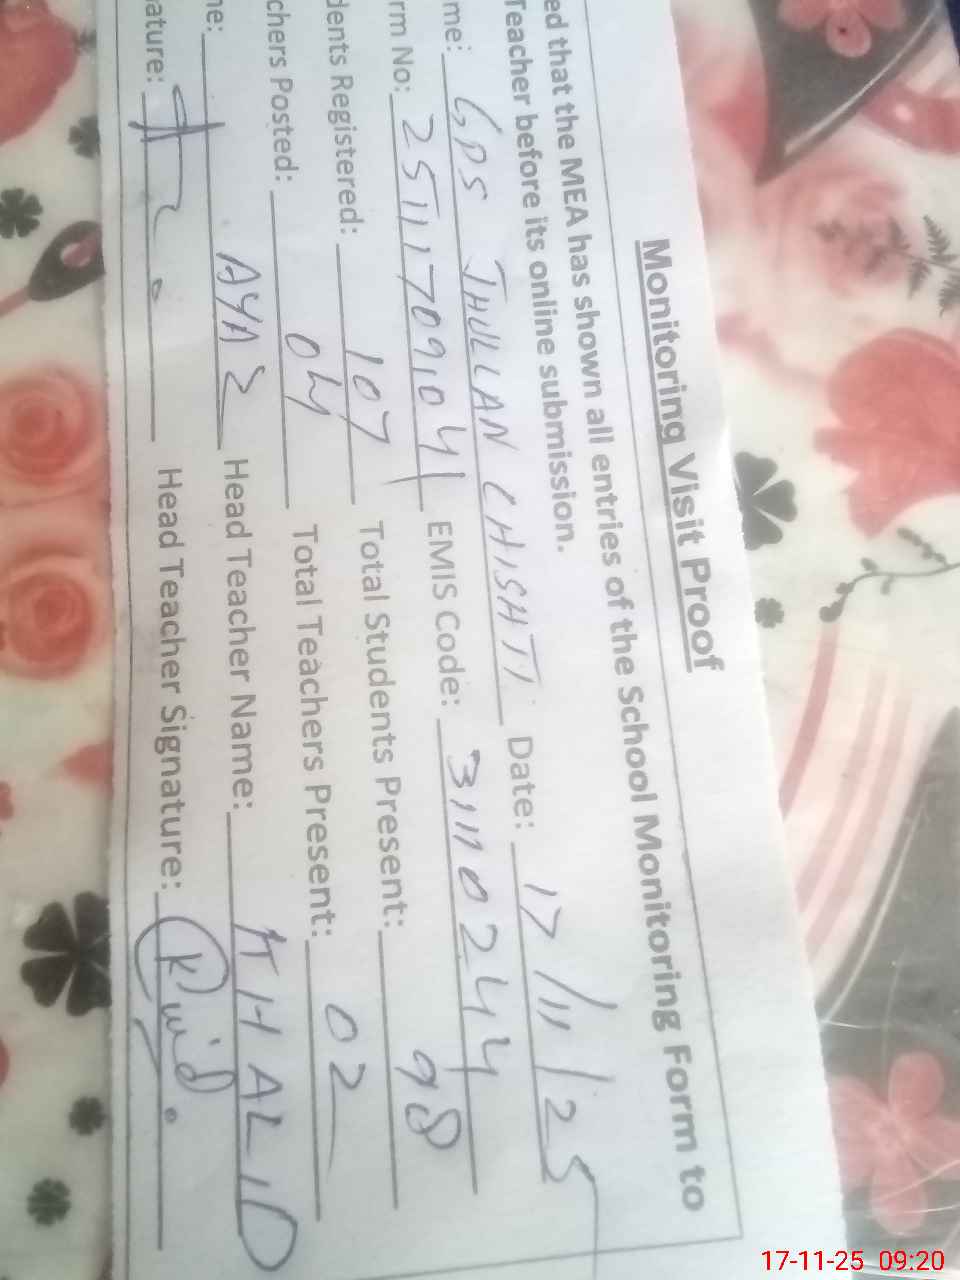 Monitoring Visit Proof
ed that the MEA has shown all entries of the School Monitoring Form to
Teacher before its online submission.
me: GPS JHULLAN CHISHTI Date: 17/11/25
rm No: EMIS Code: 31110244
dents Registered: 107 Total Students Present: 98
chers Posted: 04 Total Teachers Present: 02
ne: AYAZ Head Teacher Name: KHALID
ature: Head Teacher Signature:
17-11-25 09:20